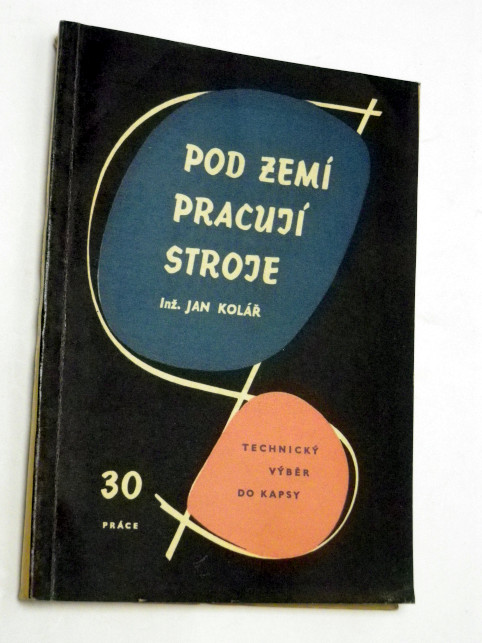 POD ZEMÍ
PRACUJÍ
STROJE
Inž. JAN KOLÁŘ
TECHNICKÝ
VÝBĚR
DO KAPSY
30
PRÁCE